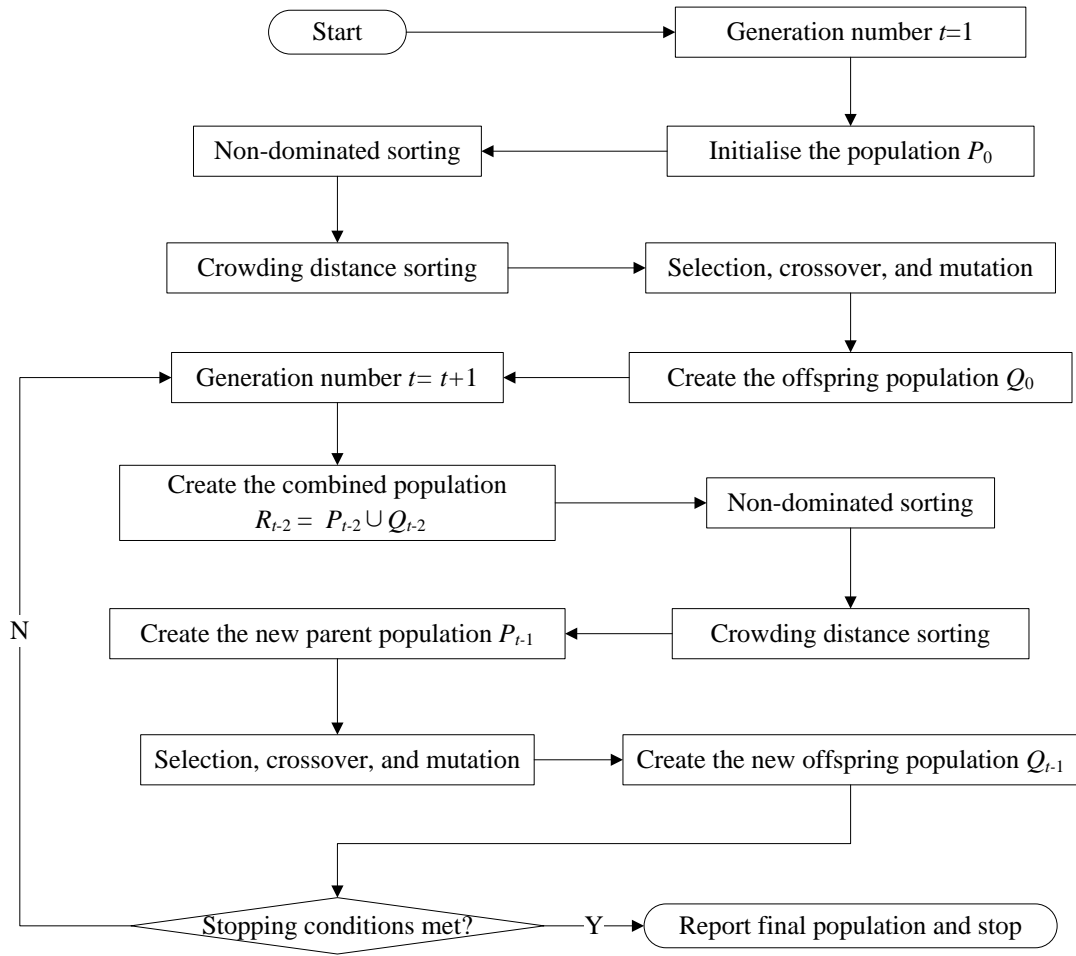 Start
Generation number t=1
Initialise the population P₀
Non-dominated sorting
Crowding distance sorting
Selection, crossover, and mutation
Create the offspring population Q₀
Generation number t= t+1
Create the combined population
Rₜ₋₂ = Pₜ₋₂ ∪ Qₜ₋₂
Non-dominated sorting
Crowding distance sorting
Create the new parent population Pₜ₋₁
Selection, crossover, and mutation
Create the new offspring population Qₜ₋₁
Stopping conditions met?
N
Y
Report final population and stop